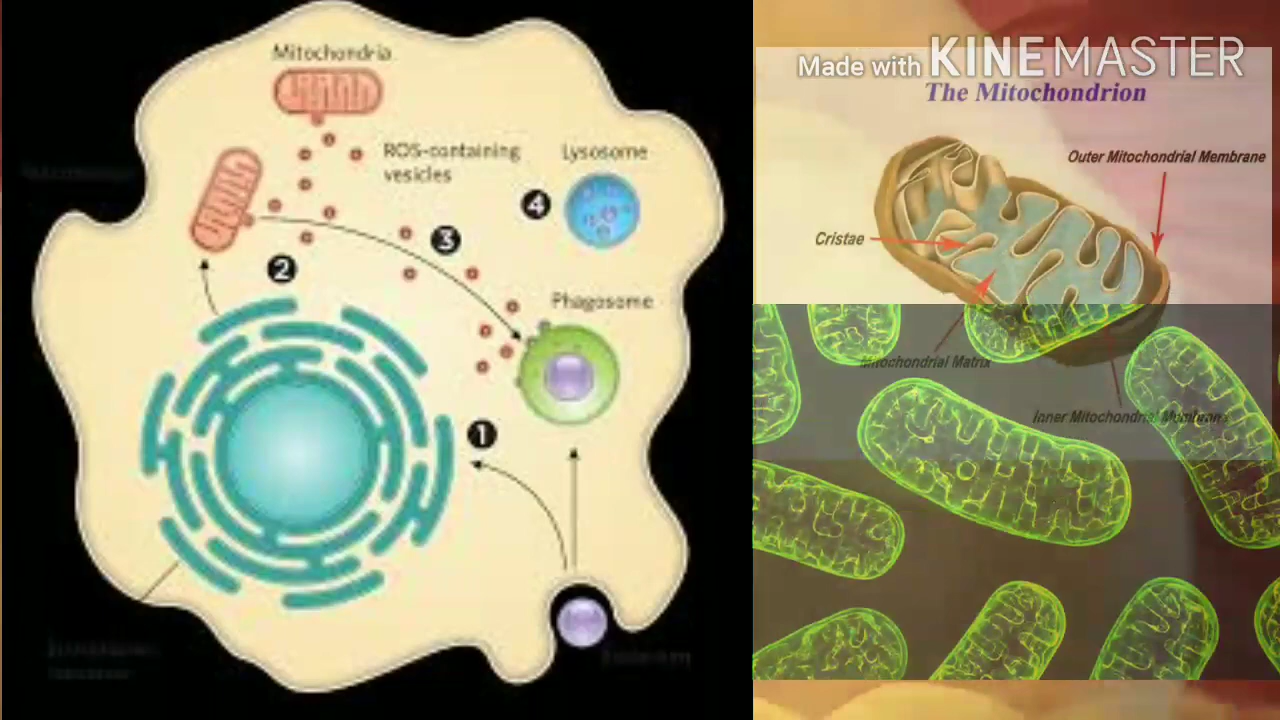 Mitochondria
ROS-containing
vesicles
Lysosome
4
3
2
Phagosome
1
Made with KINEMASTER
The Mitochondrion
Outer Mitochondrial Membrane
Cristae
Mitochondrial Matrix
Inner Mitochondrial Membrane